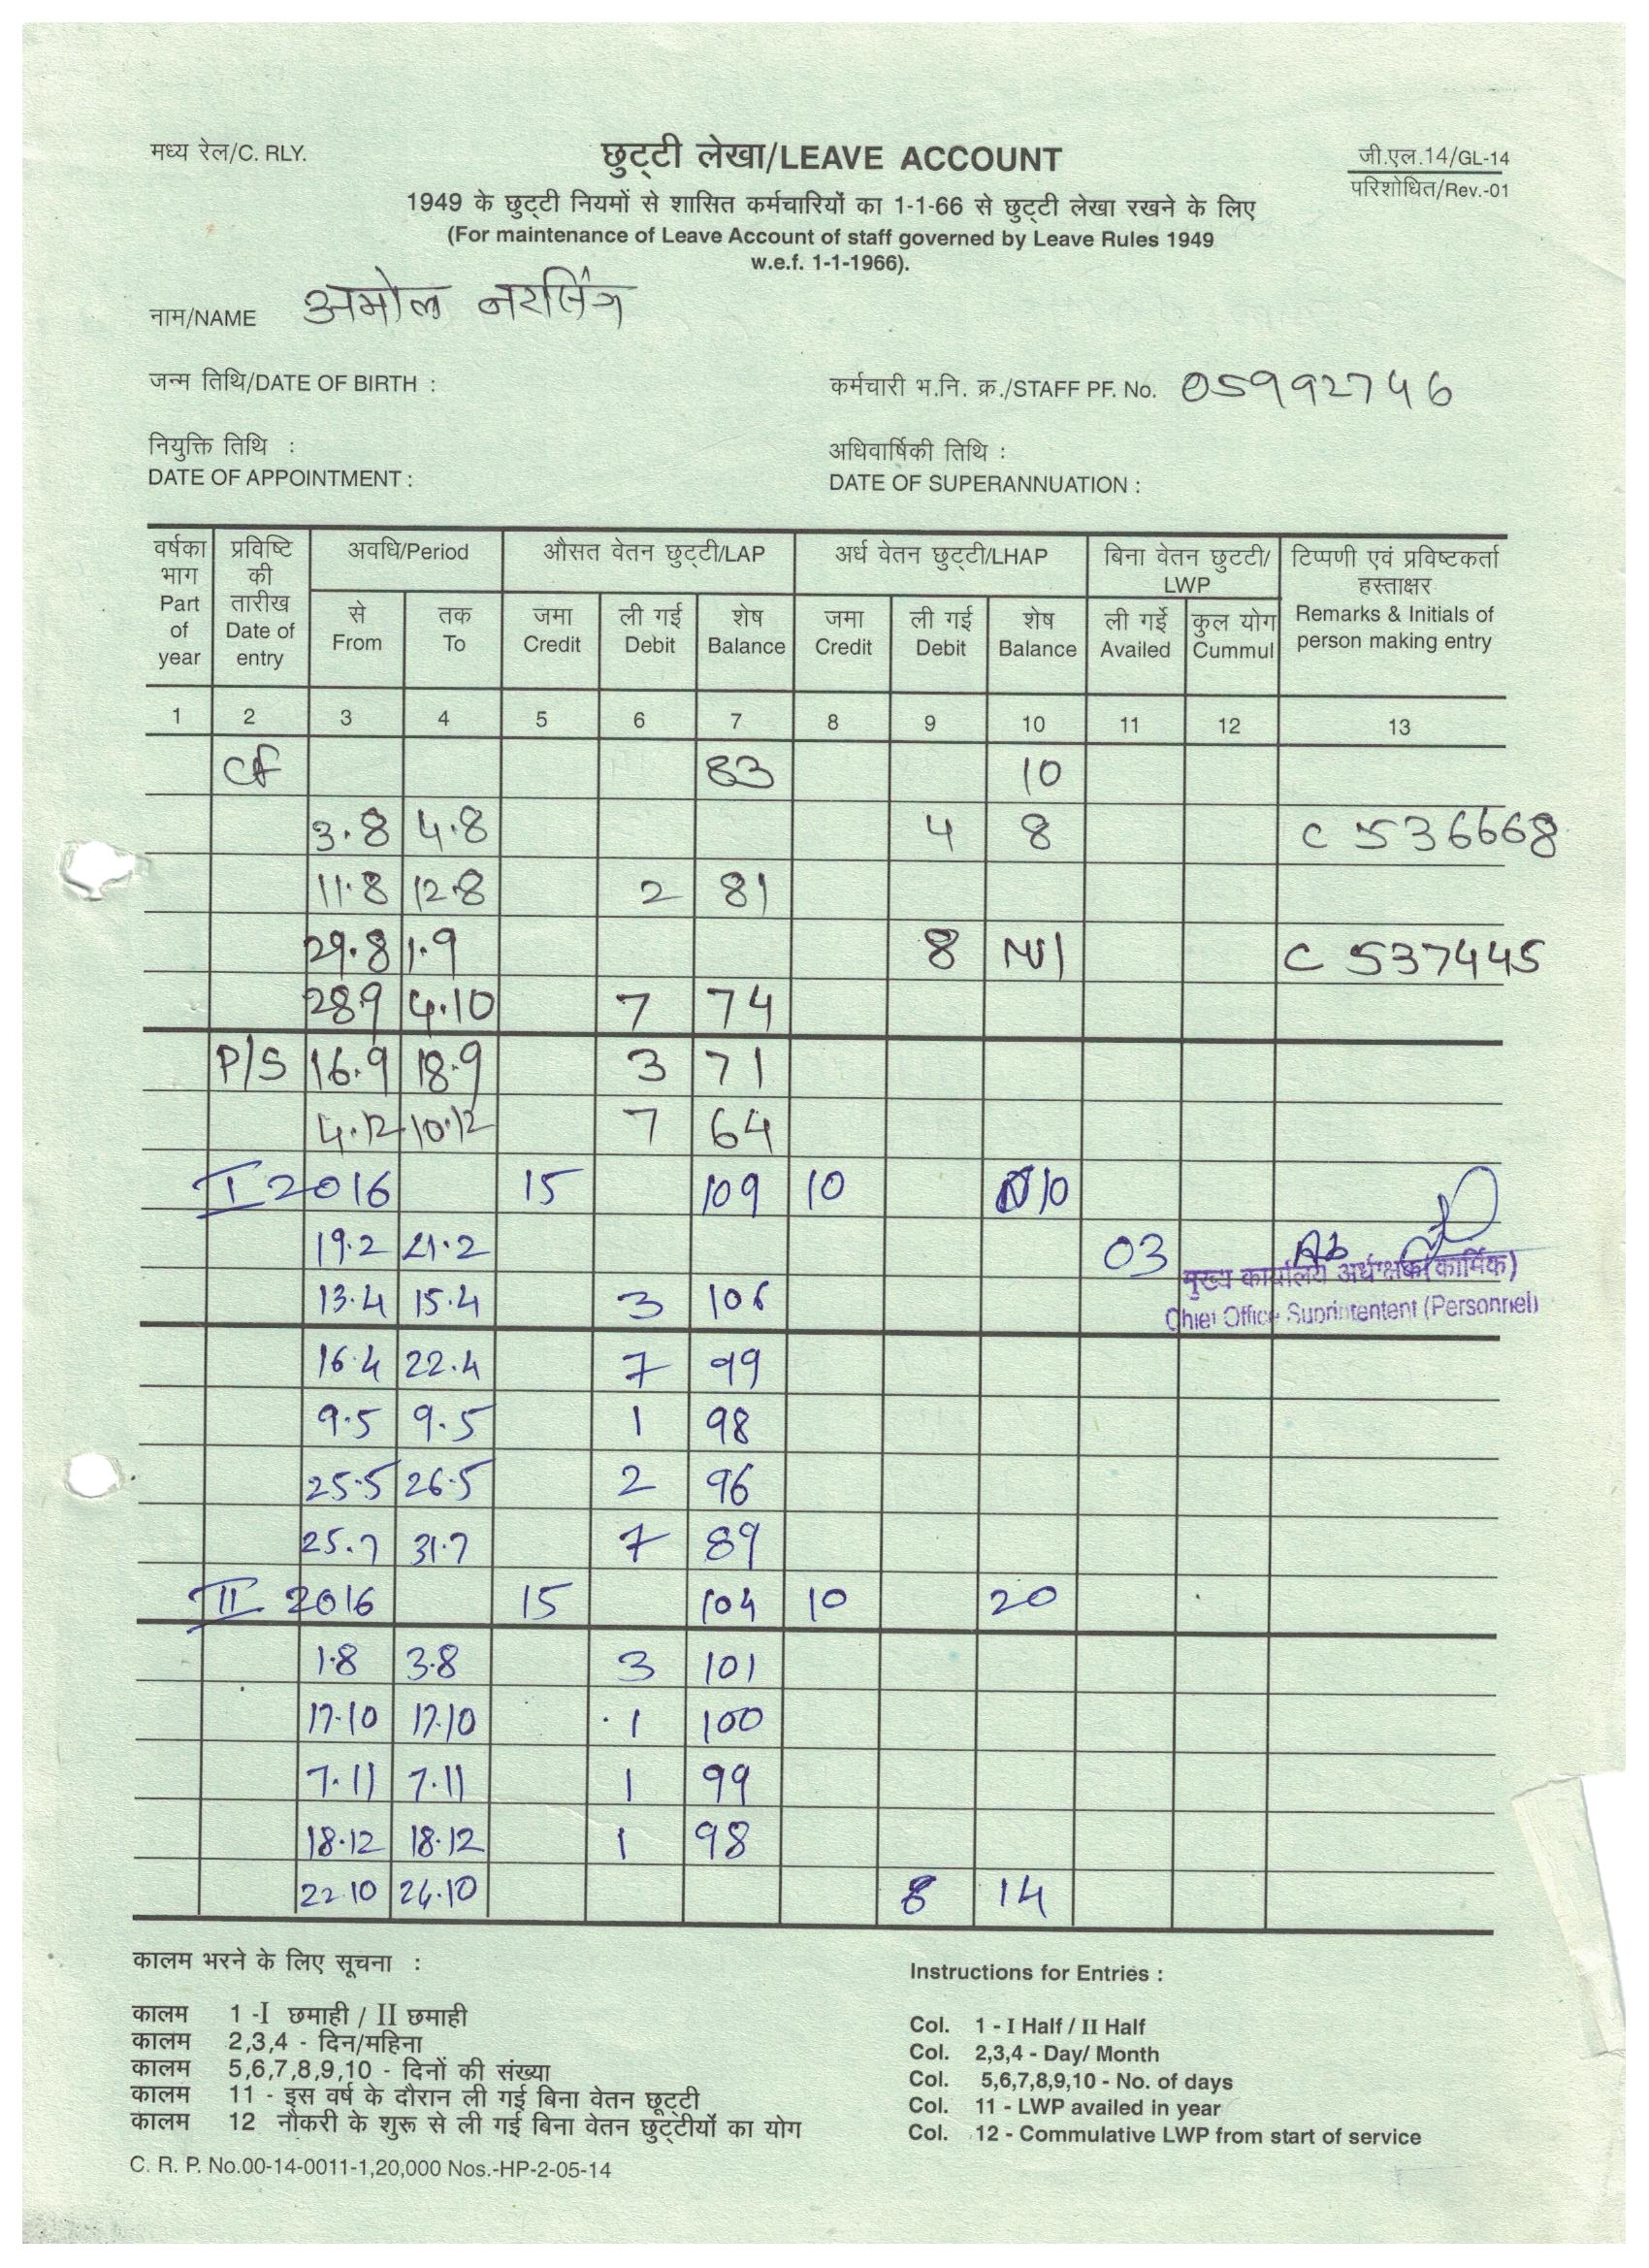 मध्य रेल/C. RLY.
छुट्टी लेखा/LEAVE ACCOUNT
जी.एल.14/GL-14
परिशोधित/Rev.-01
1949 के छुट्टी नियमों से शासित कर्मचारियों का 1-1-66 से छुट्टी लेखा रखने के लिए
(For maintenance of Leave Account of staff governed by Leave Rules 1949
w.e.f. 1-1-1966).
नाम/NAME अमोल नरसिंग
जन्म तिथि/DATE OF BIRTH :
कर्मचारी भ.नि. क्र./STAFF PF. No. 05992746
नियुक्ति तिथि :
DATE OF APPOINTMENT :
अधिवार्षिकी तिथि :
DATE OF SUPERANNUATION :
वर्षका भाग Part of year
प्रविष्टि की तारीख Date of entry
अवधि/Period
औसत वेतन छुट्टी/LAP
अर्ध वेतन छुट्टी/LHAP
बिना वेतन छुटटी/ LWP
टिप्पणी एवं प्रविष्टकर्ता हस्ताक्षर Remarks & Initials of person making entry
से From
तक To
जमा Credit
ली गई Debit
शेष Balance
जमा Credit
ली गई Debit
शेष Balance
ली गई Availed
कुल योग Cummul
1 2 3 4 5 6 7 8 9 10 11 12 13
Cf 83 10
3.8 4.8 4 8 C 536668
11.8 12.8 2 81
29.8 1.9 8 Nil C 537445
28.9 4.10 7 74
P/S 16.9 18.9 3 71
4.12 10.12 7 64
I 2016 15 109 10 10
19.2 21.2 03
मुख्य कार्यालय अधीक्षक(कार्मिक)
13.4 15.4 3 106
Chief Office Suprintentent (Personnel)
16.4 22.4 7 99
9.5 9.5 1 98
25.5 26.5 2 96
25.7 31.7 7 89
II 2016 15 104 10 20
1.8 3.8 3 101
17.10 17.10 1 100
7.11 7.11 1 99
18.12 18.12 1 98
22.10 24.10 8 14
कालम भरने के लिए सूचना :
कालम 1 -I छमाही / II छमाही
कालम 2,3,4 - दिन/महिना
कालम 5,6,7,8,9,10 - दिनों की संख्या
कालम 11 - इस वर्ष के दौरान ली गई बिना वेतन छूट्टी
कालम 12 नौकरी के शुरू से ली गई बिना वेतन छुट्टीयों का योग
C. R. P. No.00-14-0011-1,20,000 Nos.-HP-2-05-14
Instructions for Entries :
Col. 1 - I Half / II Half
Col. 2,3,4 - Day/ Month
Col. 5,6,7,8,9,10 - No. of days
Col. 11 - LWP availed in year
Col. 12 - Commulative LWP from start of service